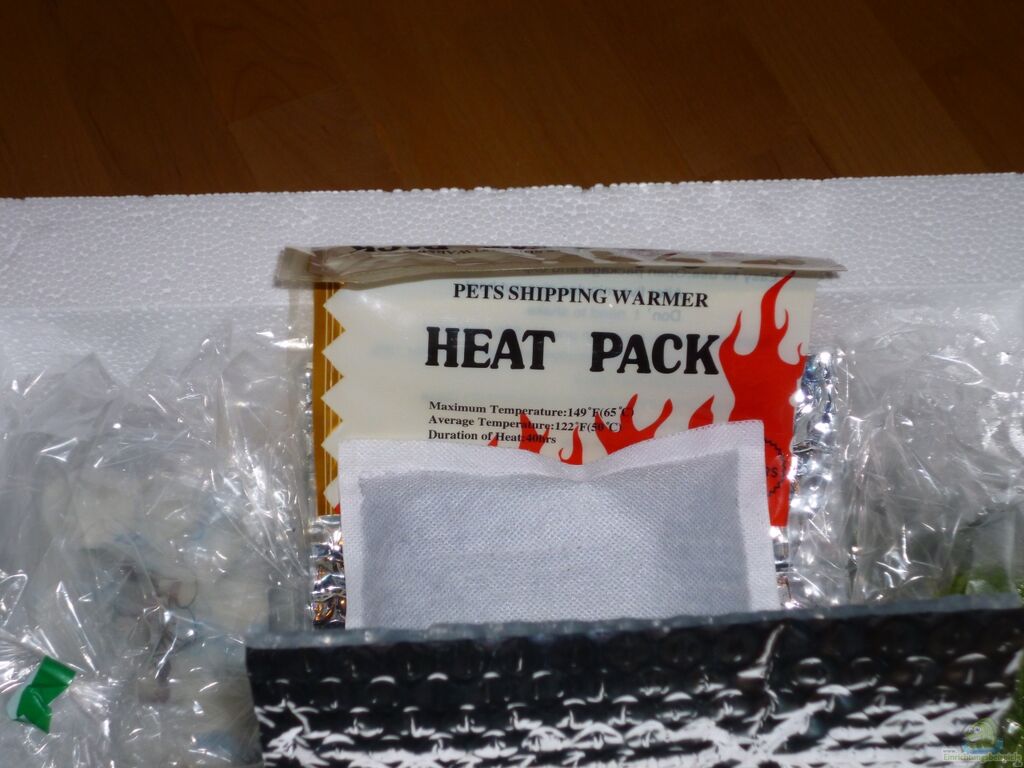 PETS SHIPPING WARMER
HEAT PACK
Maximum Temperature:149°F(65°C)
Average Temperature:122°F(50°C)
Duration of Heat:40hrs